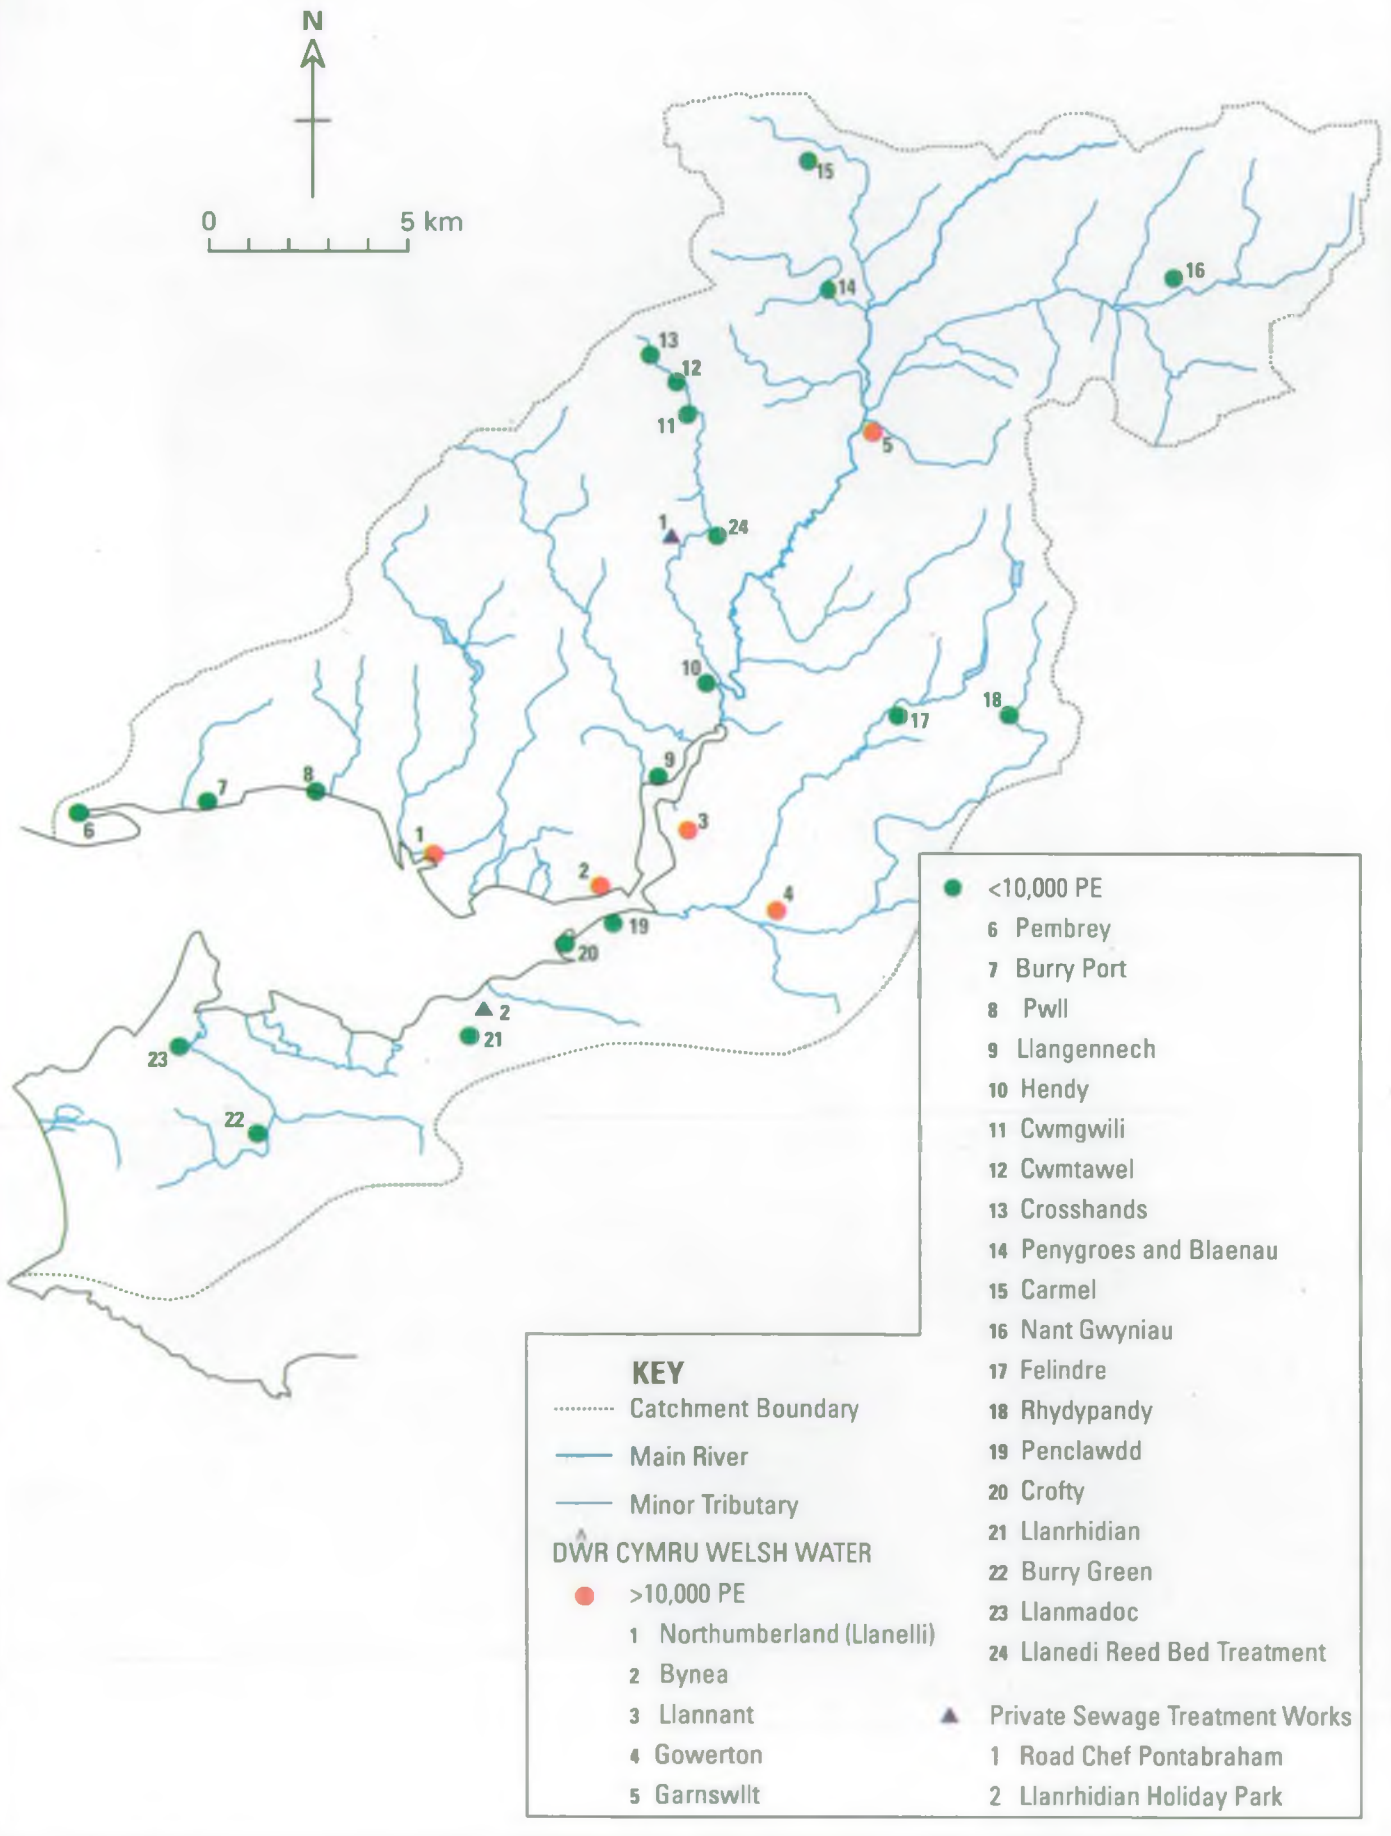 N
0 5 km
15
16
14
13
12
11
5
1
24
10
18
17
9
7
8
6
3
1
2
4
19
20
2
21
23
22
<10,000 PE
6 Pembrey
7 Burry Port
8 Pwll
9 Llangennech
10 Hendy
11 Cwmgwili
12 Cwmtawel
13 Crosshands
14 Penygroes and Blaenau
15 Carmel
16 Nant Gwyniau
17 Felindre
18 Rhydypandy
19 Penclawdd
20 Crofty
21 Llanrhidian
22 Burry Green
23 Llanmadoc
24 Llanedi Reed Bed Treatment
Private Sewage Treatment Works
1 Road Chef Pontabraham
2 Llanrhidian Holiday Park
KEY
Catchment Boundary
Main River
Minor Tributary
DŴR CYMRU WELSH WATER
>10,000 PE
1 Northumberland (Llanelli)
2 Bynea
3 Llannant
4 Gowerton
5 Garnswllt